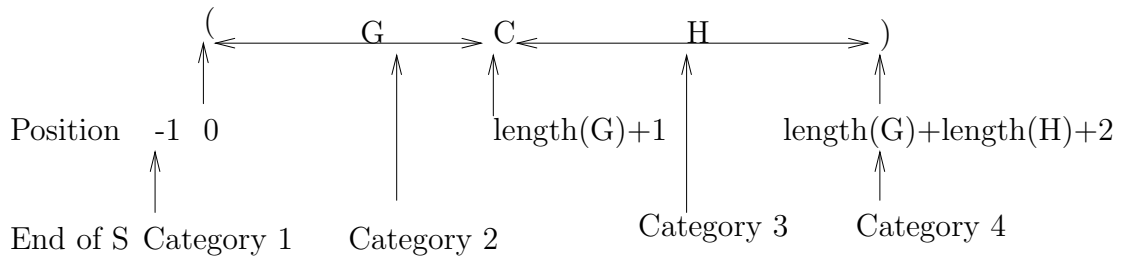 ( G C H )
Position -1 0 length(G)+1 length(G)+length(H)+2
End of S Category 1 Category 2 Category 3 Category 4